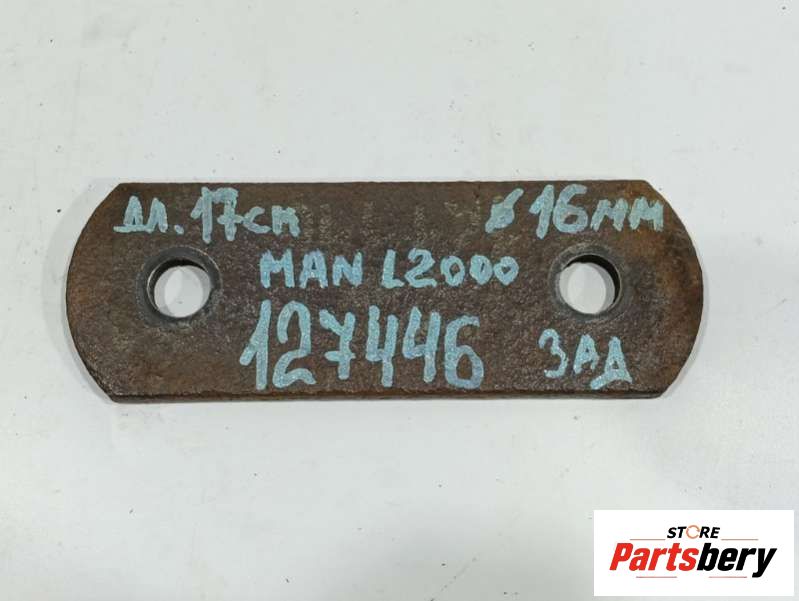 дл. 17см ⌀16мм
MAN L2000
127446 ЗАД
STORE
Partsbery